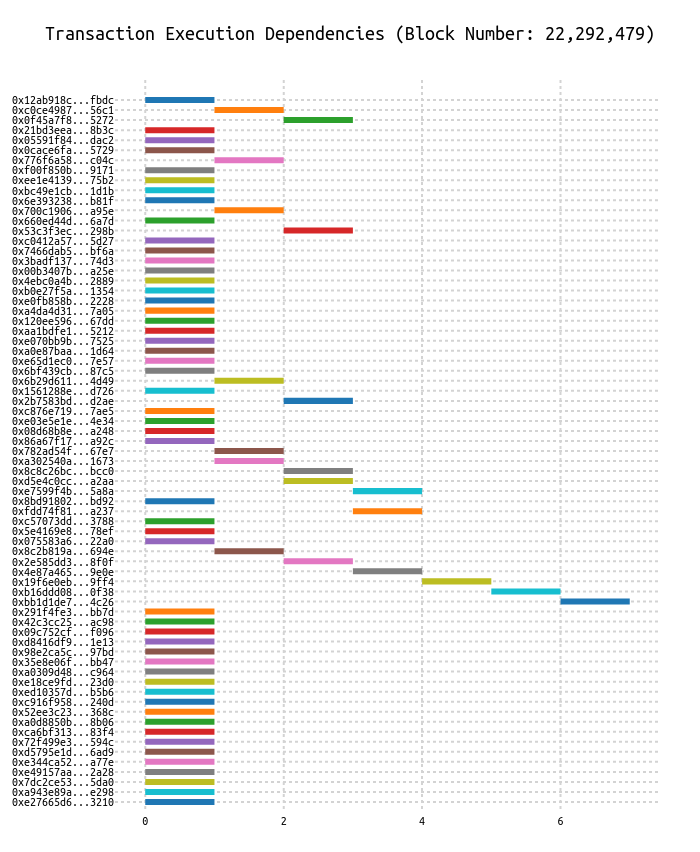 Transaction Execution Dependencies (Block Number: 22,292,479)
0x12ab918c...fbdc
0xc0ce4987...56c1
0x0f45a7f8...5272
0x21bd3eea...8b3c
0x05591f84...dac2
0x0cace6fa...5729
0x776f6a58...c04c
0xf00f850b...9171
0xee1e4139...75b2
0xbc49e1cb...1d1b
0x6e393238...b81f
0x700c1906...a95e
0x660ed44d...6a7d
0x53c3f3ec...298b
0xc0412a57...5d27
0x7466dab5...bf6a
0x3badf137...74d3
0x00b3407b...a25e
0x4ebc0a4b...2889
0xb0e27f5a...1354
0xe0fb858b...2228
0xa4da4d31...7a05
0x120ee596...67dd
0xaa1bdfe1...5212
0xe070bb9b...7525
0xa0e87baa...1d64
0xe65d1ec0...7e57
0x6bf439cb...87c5
0x6b29d611...4d49
0x1561288e...d726
0x2b7583bd...d2ae
0xc876e719...7ae5
0xe03e5e1e...4e34
0x08d68b8e...a248
0x86a67f17...a92c
0x782ad54f...67e7
0xa302540a...1673
0x8c8c26bc...bcc0
0xd5e4c0cc...a2aa
0xe7599f4b...5a8a
0x8bd91802...bd92
0xfdd74f81...a237
0xc57073dd...3788
0x5e4169e8...78ef
0x075583a6...22a0
0x8c2b819a...694e
0x2e585dd3...8f0f
0x4e87a465...9e0e
0x19f6e0eb...9ff4
0xb16ddd08...0f38
0xbb1d1de7...4c26
0x291f4fe3...bb7d
0x42c3cc25...ac98
0x09c752cf...f096
0xd8416df9...1e13
0x98e2ca5c...97bd
0x35e8e06f...bb47
0xa0309d48...c964
0xe18ce9fd...23d0
0xed10357d...b5b6
0xc916f958...240d
0x52ee3c23...368c
0xa0d8850b...8b06
0xca6bf313...83f4
0x72f499e3...594c
0xd5795e1d...6ad9
0xe344ca52...a77e
0xe49157aa...2a28
0x7dc2ce53...5da0
0xa943e89a...e298
0xe27665d6...3210
0 2 4 6